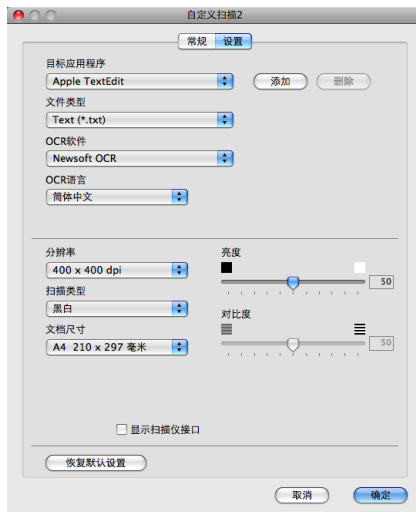 自定义扫描2
常规 设置
目标应用程序
Apple TextEdit 添加 删除
文件类型
Text (*.txt)
OCR软件
Newsoft OCR
OCR语言
简体中文
分辨率 亮度
400 x 400 dpi 50
扫描类型
黑白 对比度
文档尺寸
A4 210 x 297 毫米 50
显示扫描仪接口
恢复默认设置
取消 确定